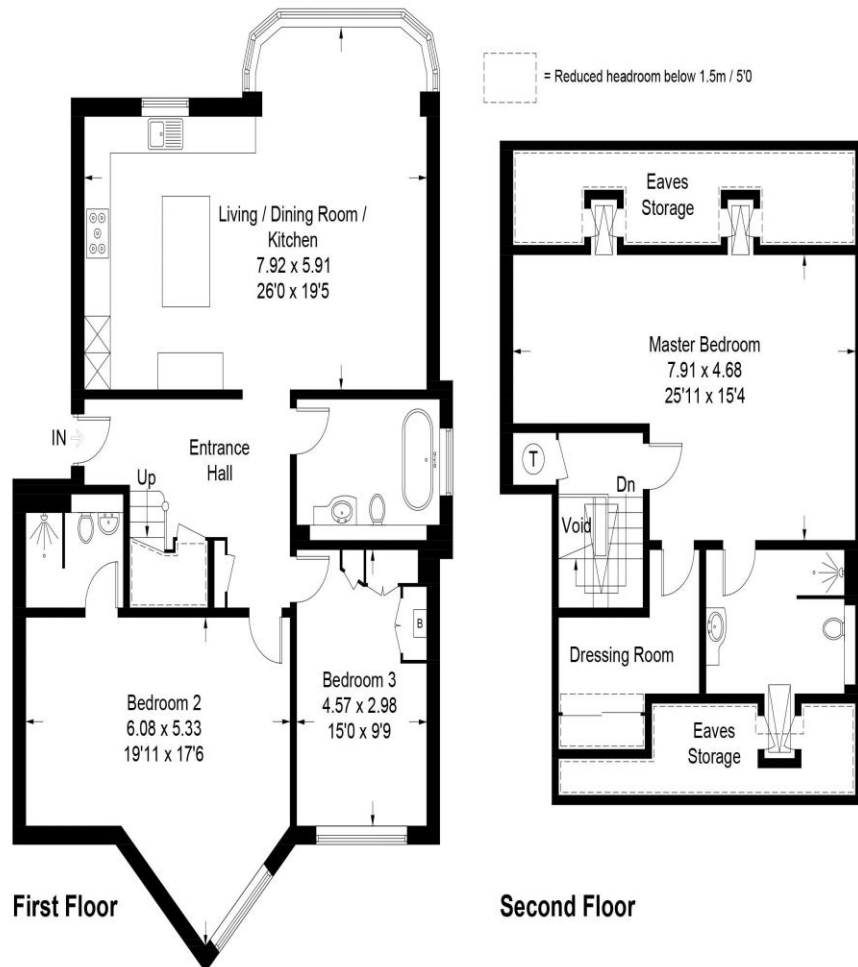 = Reduced headroom below 1.5m / 5'0
Living / Dining Room /
Kitchen
7.92 x 5.91
26'0 x 19'5
IN
Entrance
Hall
Up
Bedroom 2
6.08 x 5.33
19'11 x 17'6
Bedroom 3
4.57 x 2.98
15'0 x 9'9
B
First Floor
Eaves
Storage
Master Bedroom
7.91 x 4.68
25'11 x 15'4
T
Dn
Void
Dressing Room
Eaves
Storage
Second Floor